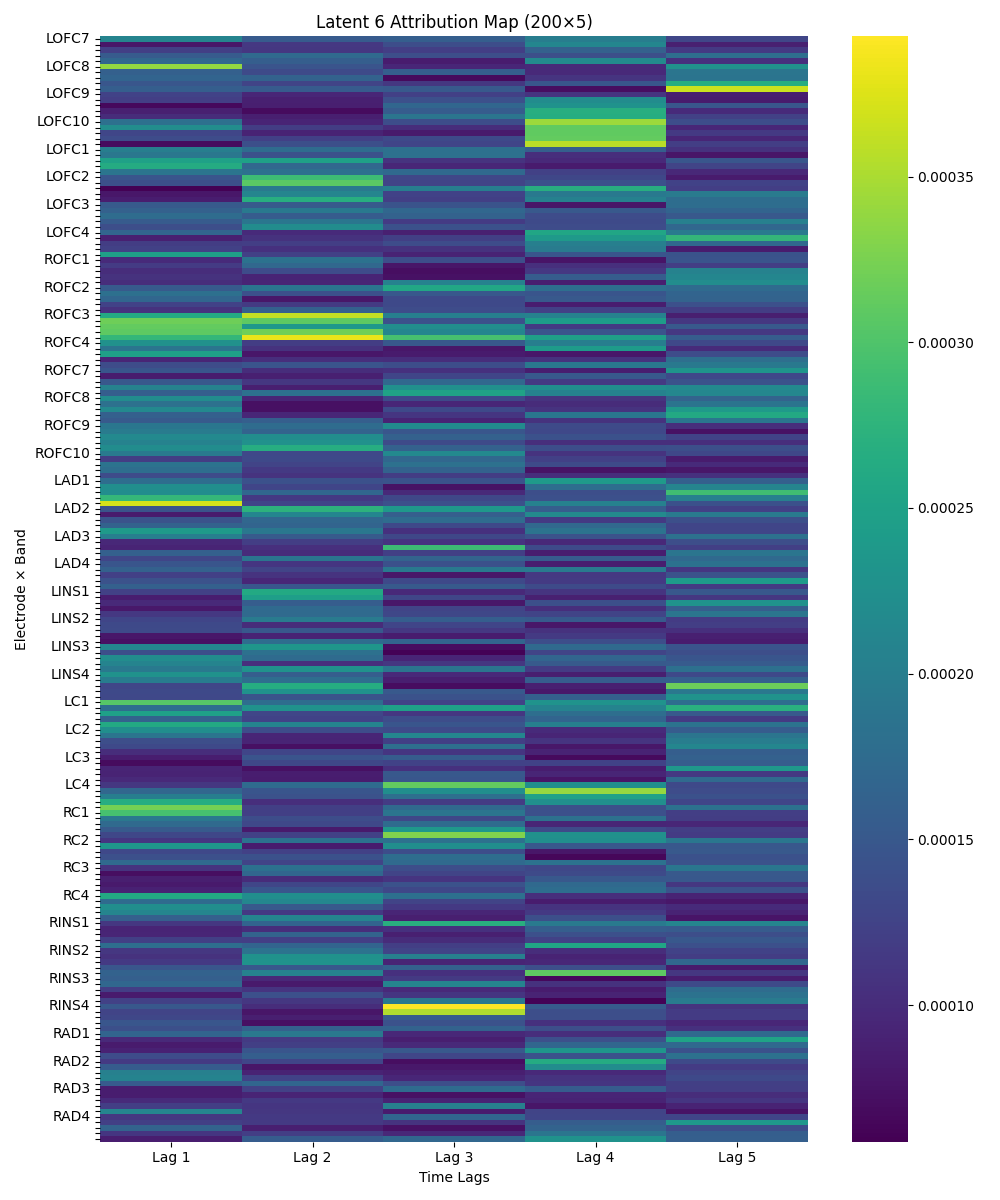 Latent 6 Attribution Map (200×5)
LOFC7
LOFC8
LOFC9
LOFC10
LOFC1
LOFC2
LOFC3
LOFC4
ROFC1
ROFC2
ROFC3
ROFC4
ROFC7
ROFC8
ROFC9
ROFC10
LAD1
LAD2
LAD3
LAD4
LINS1
LINS2
LINS3
LINS4
LC1
LC2
LC3
LC4
RC1
RC2
RC3
RC4
RINS1
RINS2
RINS3
RINS4
RAD1
RAD2
RAD3
RAD4
Electrode × Band
Lag 1 Lag 2 Lag 3 Lag 4 Lag 5
Time Lags
0.00035
0.00030
0.00025
0.00020
0.00015
0.00010